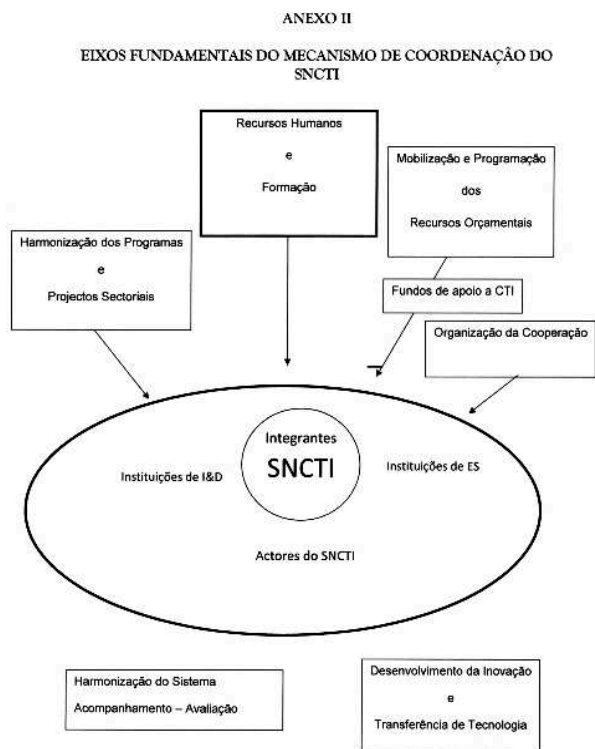 ANEXO II
EIXOS FUNDAMENTAIS DO MECANISMO DE COORDENAÇÃO DO
SNCTI
Recursos Humanos
e
Formação
Mobilização e Programação
dos
Recursos Orçamentais
Harmonização dos Programas
e
Projectos Sectoriais
Fundos de apoio a CTI
Organização da Cooperação
Integrantes
SNCTI
Instituições de I&D
Instituições de ES
Actores do SNCTI
Harmonização do Sistema
Acompanhamento – Avaliação
Desenvolvimento da Inovação
e
Transferência de Tecnologia